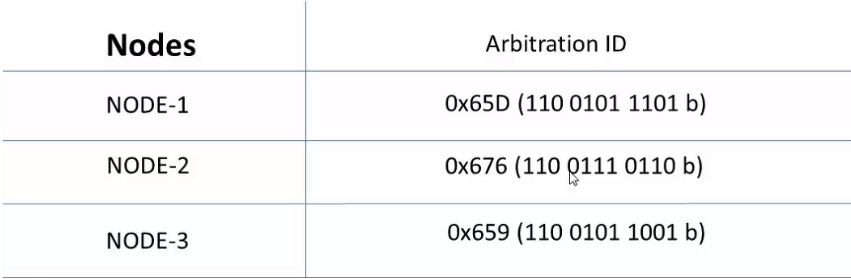 Nodes Arbitration ID
NODE-1 0x65D (110 0101 1101 b)
NODE-2 0x676 (110 0111 0110 b)
NODE-3 0x659 (110 0101 1001 b)